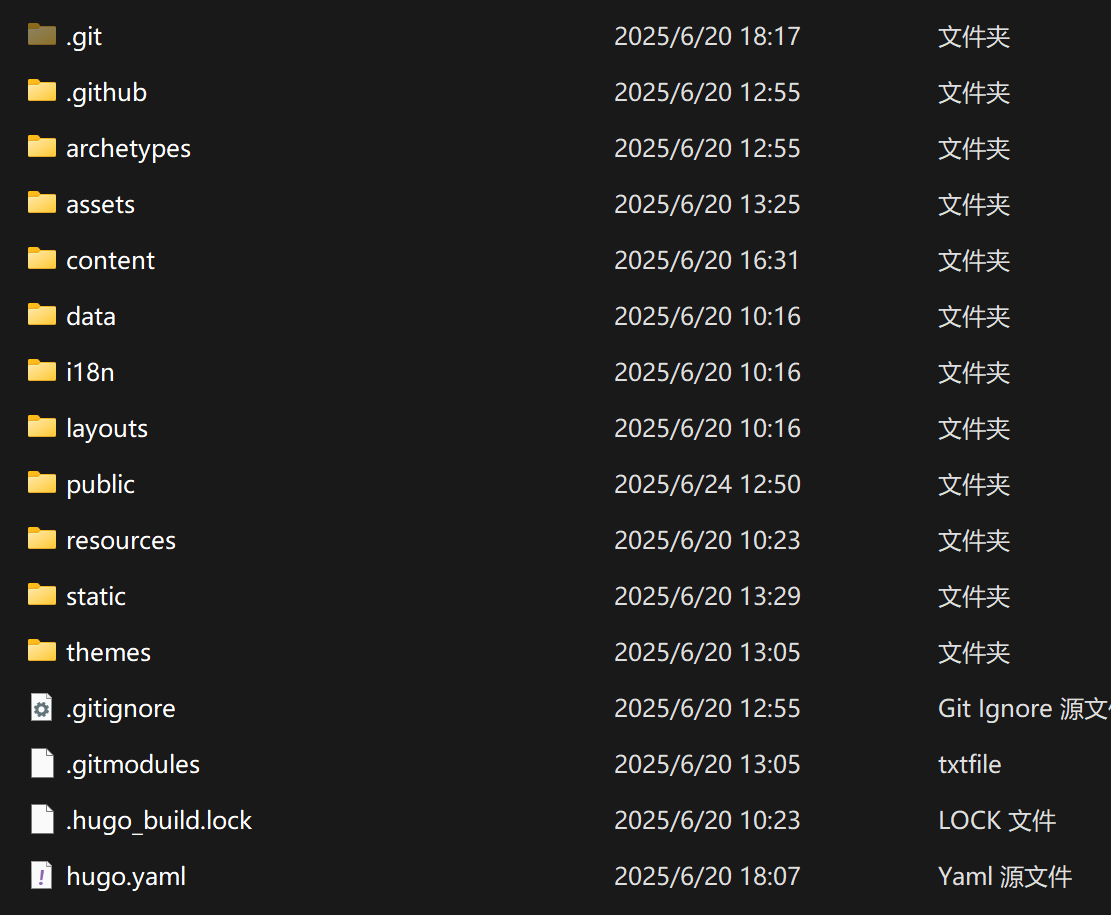 .git 2025/6/20 18:17 文件夹
.github 2025/6/20 12:55 文件夹
archetypes 2025/6/20 12:55 文件夹
assets 2025/6/20 13:25 文件夹
content 2025/6/20 16:31 文件夹
data 2025/6/20 10:16 文件夹
i18n 2025/6/20 10:16 文件夹
layouts 2025/6/20 10:16 文件夹
public 2025/6/24 12:50 文件夹
resources 2025/6/20 10:23 文件夹
static 2025/6/20 13:29 文件夹
themes 2025/6/20 13:05 文件夹
.gitignore 2025/6/20 12:55 Git Ignore 源文件
.gitmodules 2025/6/20 13:05 txtfile
.hugo_build.lock 2025/6/20 10:23 LOCK 文件
hugo.yaml 2025/6/20 18:07 Yaml 源文件